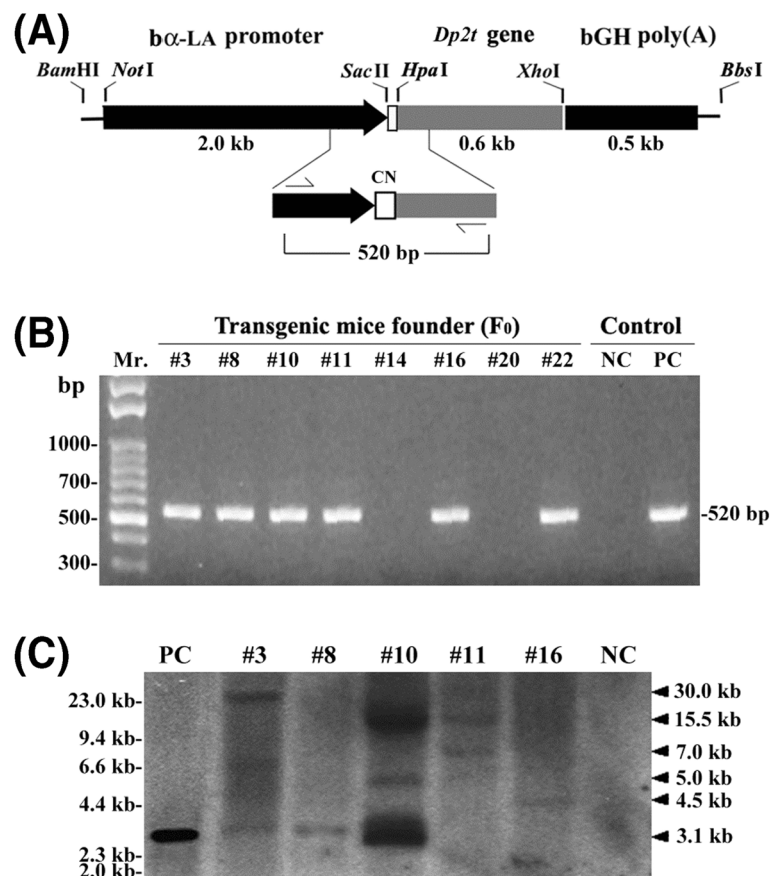 (A)
bα-LA promoter Dp2t gene bGH poly(A)
BamHI NotI SacII HpaI XhoI BbsI
2.0 kb 0.6 kb 0.5 kb
CN
520 bp
(B)
Transgenic mice founder (F0) Control
Mr. #3 #8 #10 #11 #14 #16 #20 #22 NC PC
bp
1000-
700-
500- -520 bp
300-
(C)
PC #3 #8 #10 #11 #16 NC
23.0 kb- 30.0 kb
15.5 kb
9.4 kb- 7.0 kb
6.6 kb- 5.0 kb
4.4 kb- 4.5 kb
3.1 kb
2.3 kb-
2.0 kb-